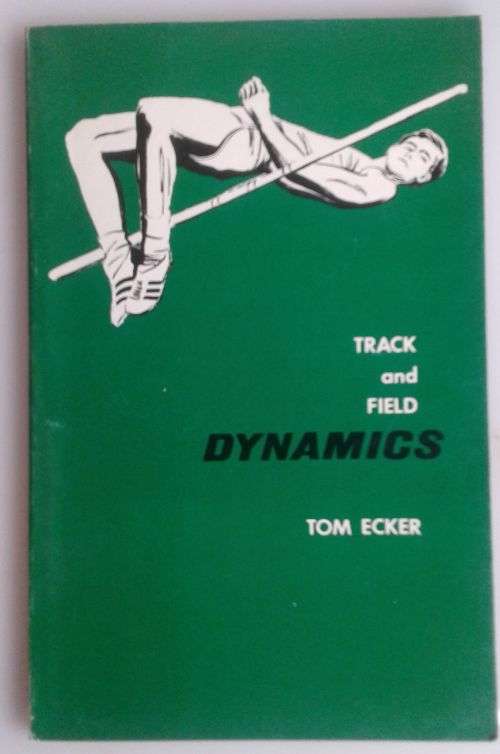 TRACK
and
FIELD
DYNAMICS
TOM ECKER